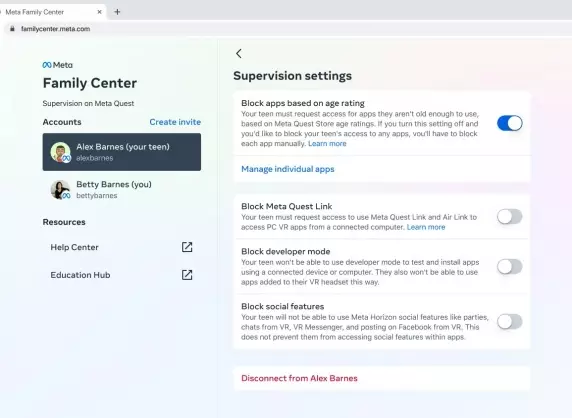 Meta Family Center
familycenter.meta.com
Meta
Family Center
Supervision on Meta Quest
Accounts
Create invite
Alex Barnes (your teen)
alexbarnes
Betty Barnes (you)
bettybarnes
Resources
Help Center
Education Hub
Supervision settings
Block apps based on age rating
Your teen must request access for apps they aren't old enough to use,
based on Meta Quest Store age ratings. If you turn this setting off and
you'd like to block your teen's access to any apps, you'll have to block
each app manually. Learn more
Manage individual apps
Block Meta Quest Link
Your teen must request access to use Meta Quest Link and Air Link to
access PC VR apps from a connected computer. Learn more
Block developer mode
Your teen won't be able to use developer mode to test and install apps
using a connected device or computer. They also won't be able to use
apps added to their VR headset this way.
Block social features
Your teen will not be able to use Meta Horizon social features like parties,
chats from VR, VR Messenger, and posting on Facebook from VR. This
does not prevent them from accessing social features within apps.
Disconnect from Alex Barnes